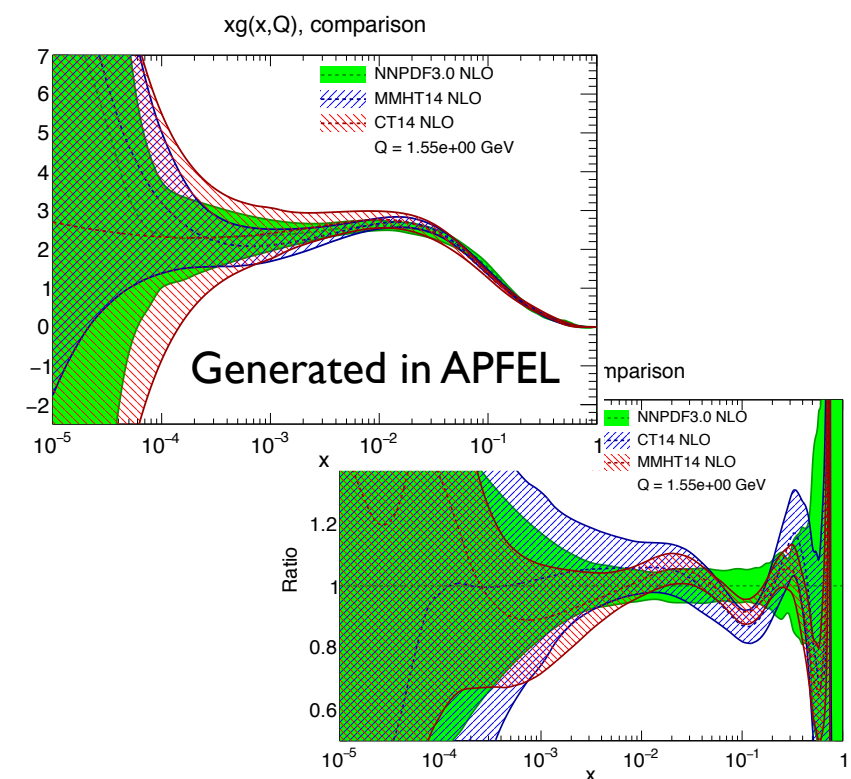 xg(x,Q), comparison
7
6
5
4
3
2
1
0
−1
−2
NNPDF3.0 NLO
MMHT14 NLO
CT14 NLO
Q = 1.55e+00 GeV
Generated in APFEL
10−5
10−4
10−3
10−2
10−1
1
x
mparison
NNPDF3.0 NLO
CT14 NLO
MMHT14 NLO
Q = 1.55e+00 GeV
Ratio
1.2
1
0.8
0.6
10−5
10−4
10−3
10−2
10−1
1
x